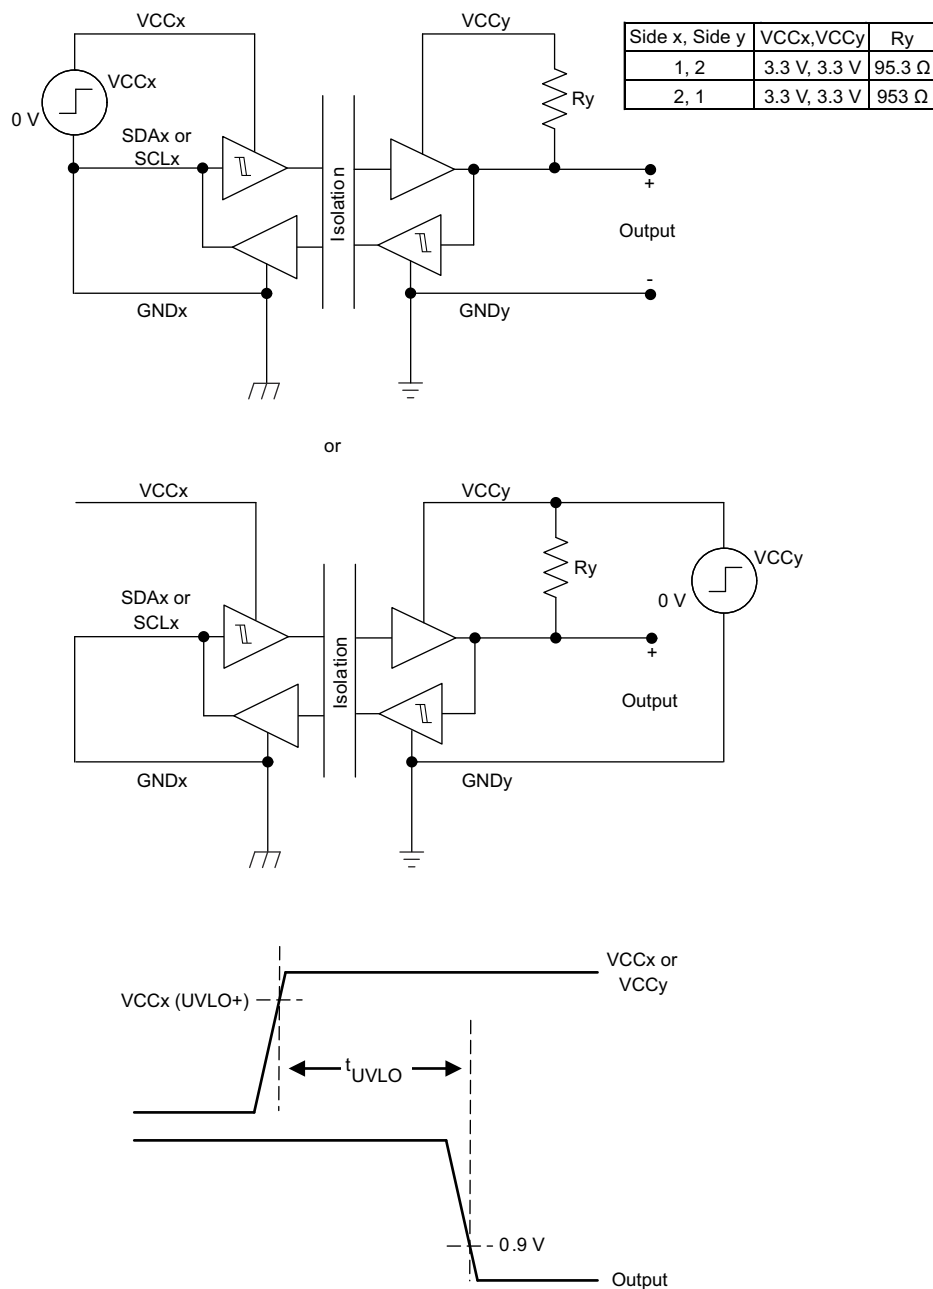 VCCx
VCCy
VCCx
0 V
SDAx or
SCLx
Isolation
Ry
+
Output
-
GNDx
GNDy
Side x, Side y VCCx,VCCy Ry
1, 2 3.3 V, 3.3 V 95.3 Ω
2, 1 3.3 V, 3.3 V 953 Ω
or
VCCx
VCCy
SDAx or
SCLx
Isolation
Ry
VCCy
0 V
+
Output
GNDx
GNDy
VCCx or
VCCy
VCCx (UVLO+)
tUVLO
0.9 V
Output